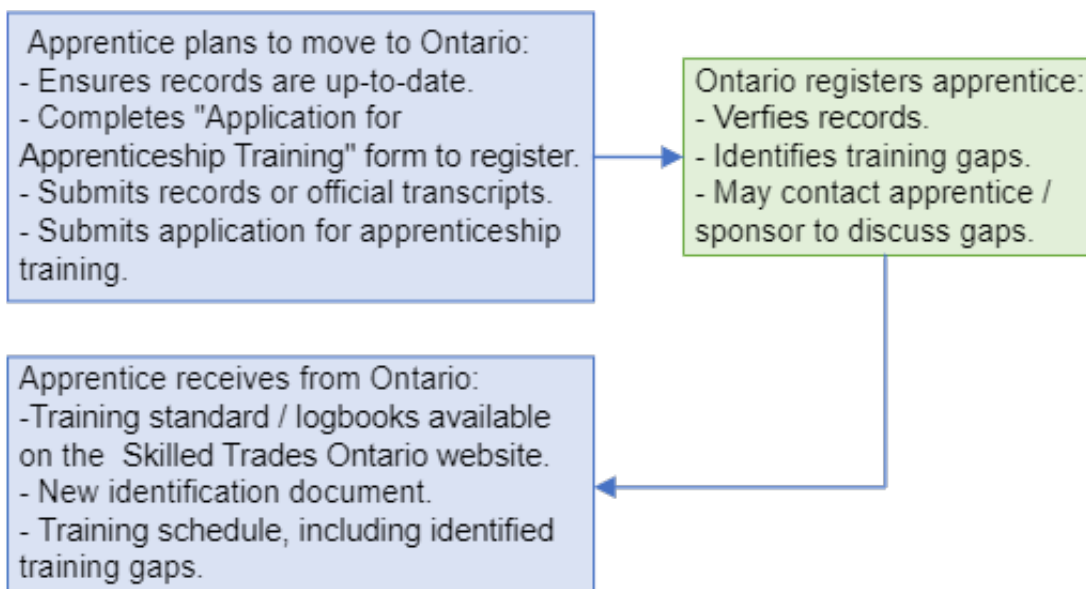 Apprentice plans to move to Ontario:
- Ensures records are up-to-date.
- Completes "Application for
Apprenticeship Training" form to register.
- Submits records or official transcripts.
- Submits application for apprenticeship
training.
Ontario registers apprentice:
- Verfies records.
- Identifies training gaps.
- May contact apprentice /
sponsor to discuss gaps.
Apprentice receives from Ontario:
-Training standard / logbooks available
on the Skilled Trades Ontario website.
- New identification document.
- Training schedule, including identified
training gaps.